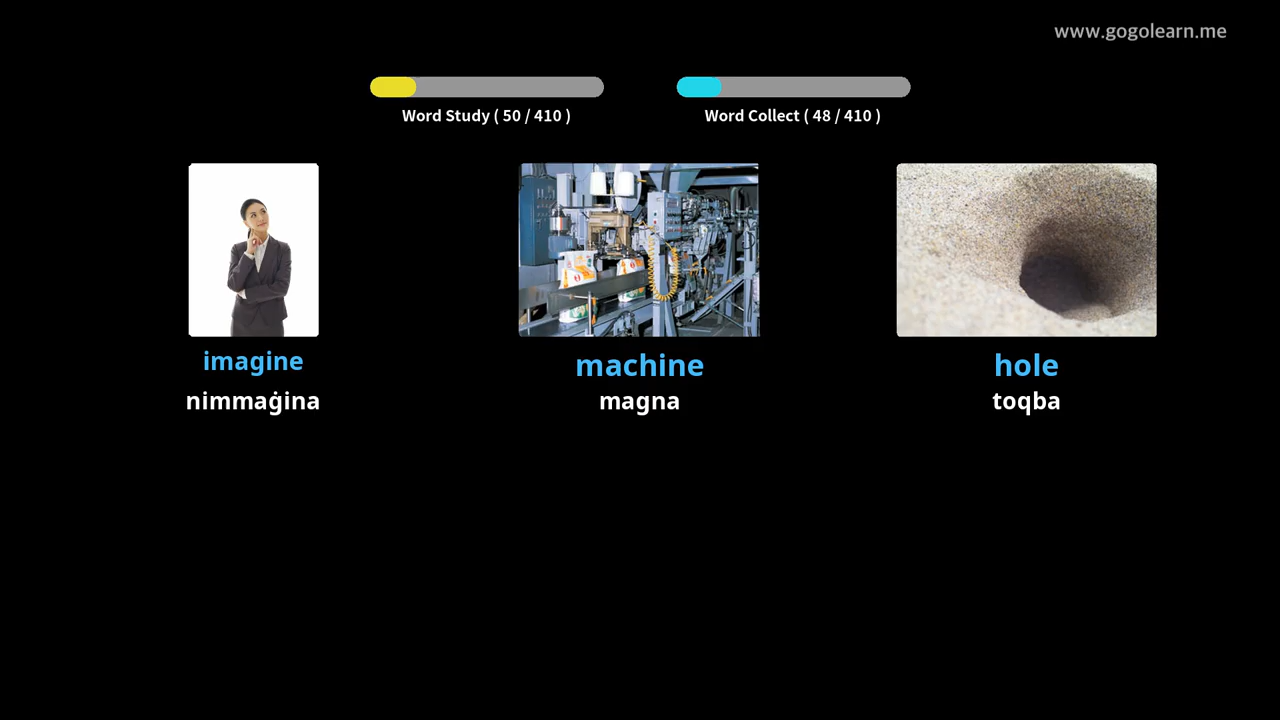 www.gogolearn.me
Word Study ( 50 / 410 )
Word Collect ( 48 / 410 )
imagine
machine
hole
nimmaġina
magna
toqba